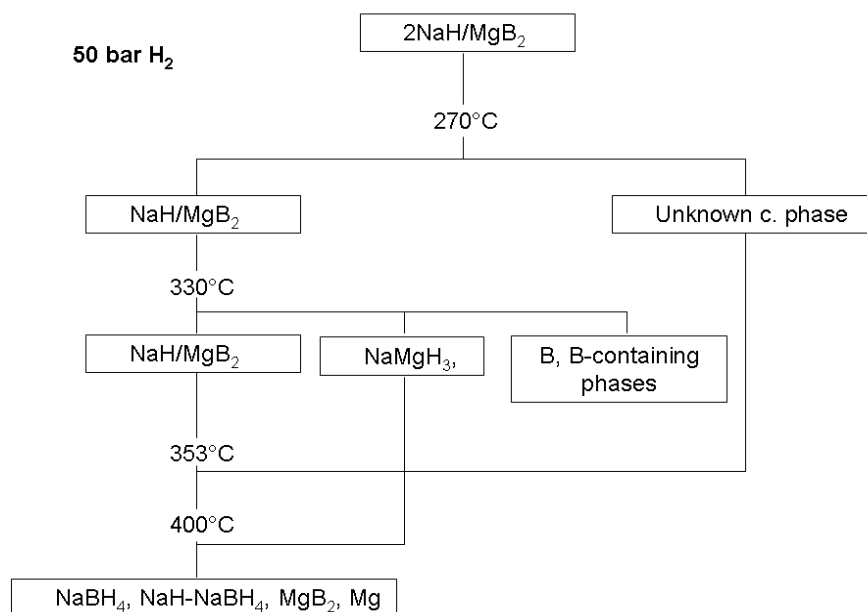 2NaH/MgB₂
50 bar H₂
270°C
NaH/MgB₂
Unknown c. phase
330°C
NaH/MgB₂
NaMgH₃,
B, B-containing
phases
353°C
400°C
NaBH₄, NaH-NaBH₄, MgB₂, Mg